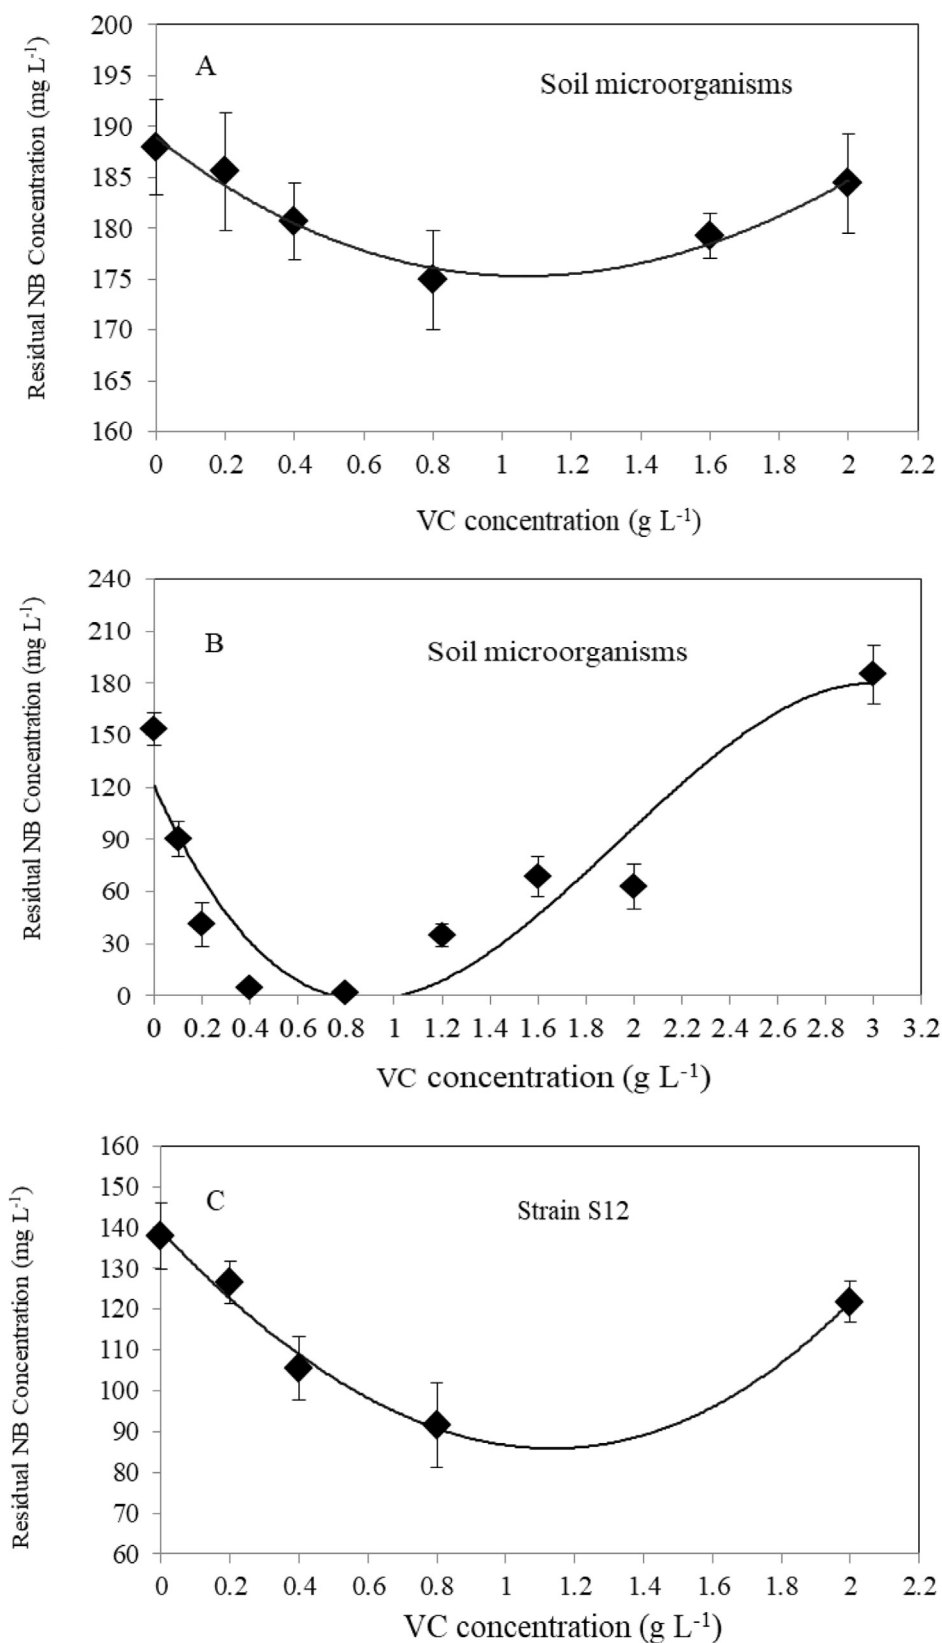 A
Soil microorganisms
Residual NB Concentration (mg L-1)
200
195
190
185
180
175
170
165
160
0 0.2 0.4 0.6 0.8 1 1.2 1.4 1.6 1.8 2 2.2
VC concentration (g L-1)
B
Soil microorganisms
Residual NB Concentration (mg L-1)
240
210
180
150
120
90
60
30
0
0 0.2 0.4 0.6 0.8 1 1.2 1.4 1.6 1.8 2 2.2 2.4 2.6 2.8 3 3.2
VC concentration (g L-1)
C
Strain S12
Residual NB Concentration (mg L-1)
160
150
140
130
120
110
100
90
80
70
60
0 0.2 0.4 0.6 0.8 1 1.2 1.4 1.6 1.8 2 2.2
VC concentration (g L-1)